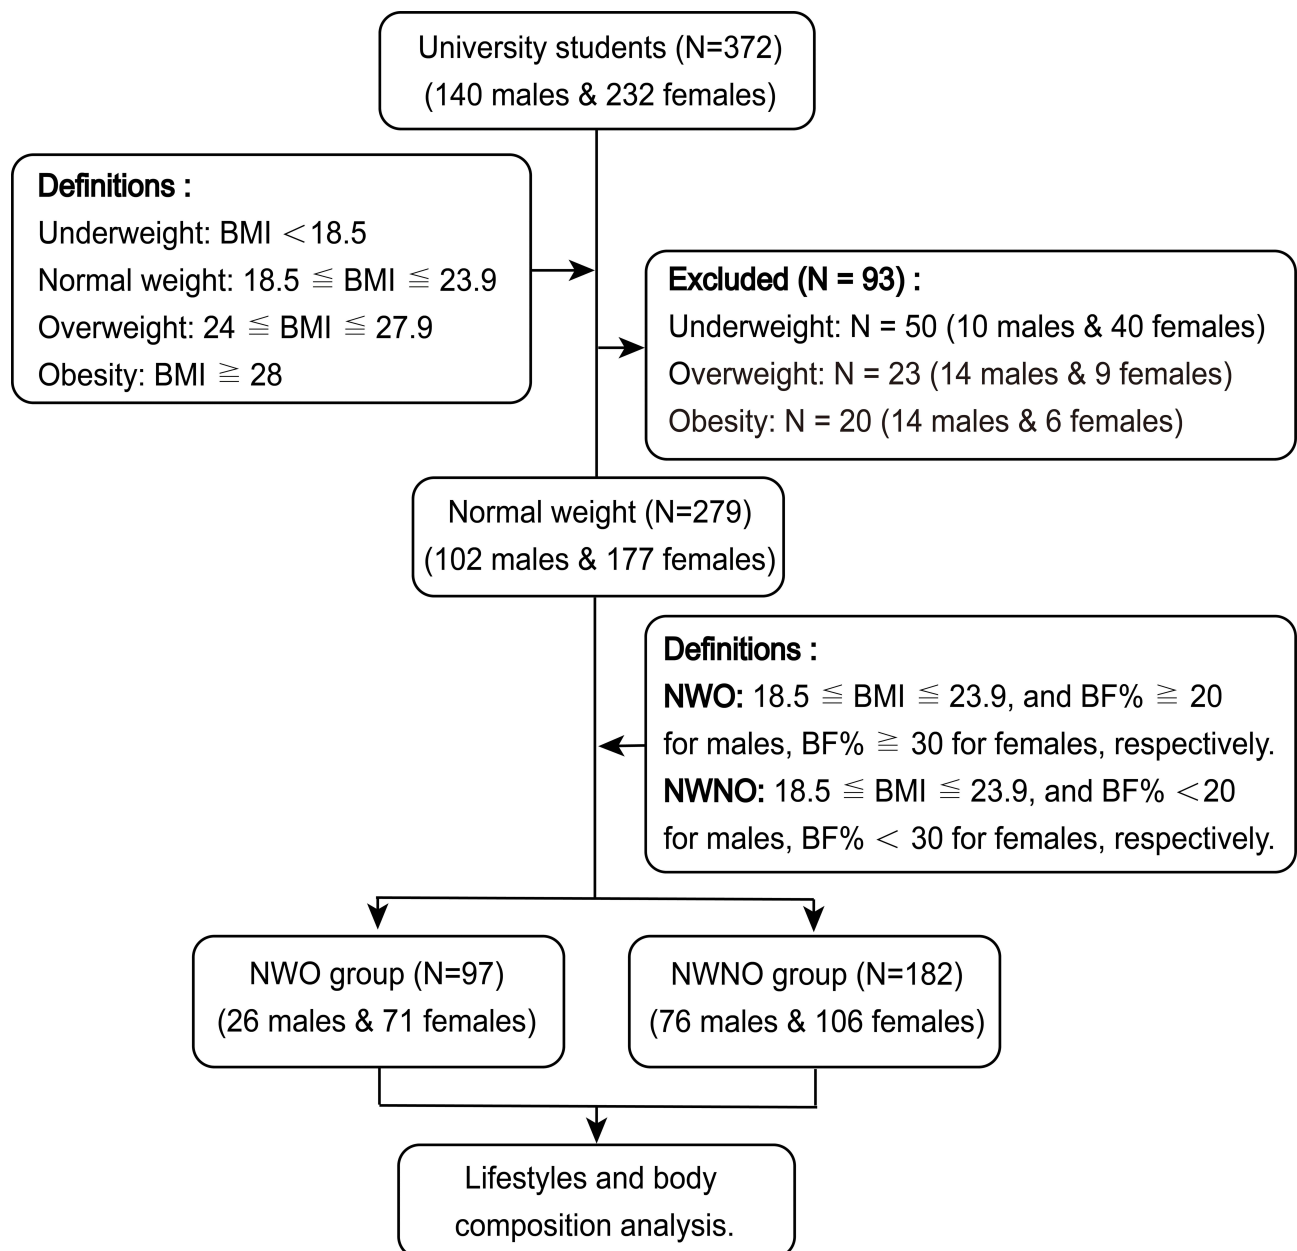 University students (N=372)
(140 males & 232 females)
Definitions :
Underweight: BMI <18.5
Normal weight: 18.5 ≦ BMI ≦ 23.9
Overweight: 24 ≦ BMI ≦ 27.9
Obesity: BMI ≧ 28
Excluded (N = 93) :
Underweight: N = 50 (10 males & 40 females)
Overweight: N = 23 (14 males & 9 females)
Obesity: N = 20 (14 males & 6 females)
Normal weight (N=279)
(102 males & 177 females)
Definitions :
NWO: 18.5 ≦ BMI ≦ 23.9, and BF% ≧ 20
for males, BF% ≧ 30 for females, respectively.
NWNO: 18.5 ≦ BMI ≦ 23.9, and BF% <20
for males, BF% < 30 for females, respectively.
NWO group (N=97)
(26 males & 71 females)
NWNO group (N=182)
(76 males & 106 females)
Lifestyles and body
composition analysis.